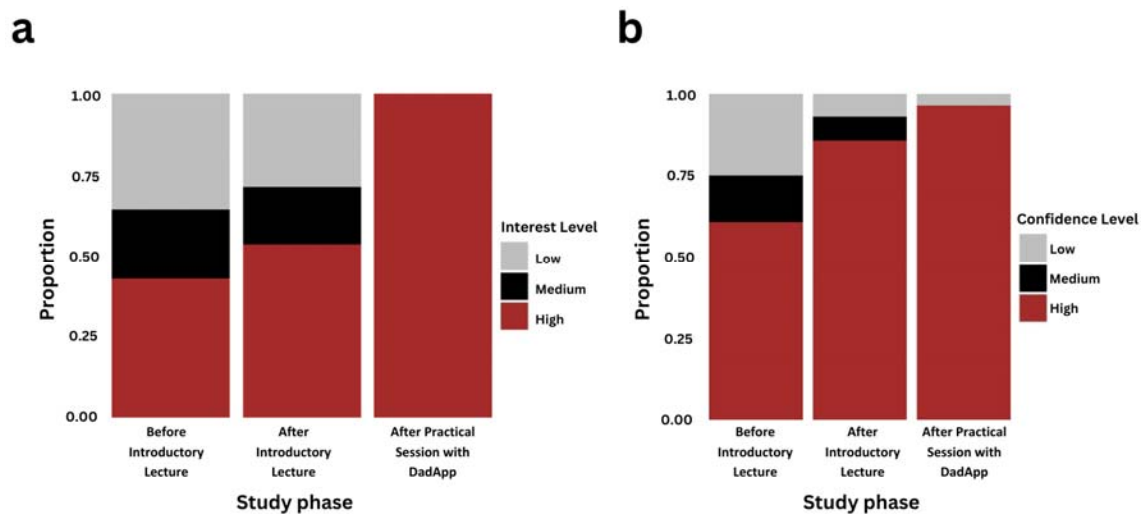 a
1.00
0.75
0.50
0.25
0.00
Proportion
Before
Introductory
Lecture
After
Introductory
Lecture
After Practical
Session with
DadApp
Study phase
Interest Level
Low
Medium
High
b
1.00
0.75
0.50
0.25
0.00
Proportion
Before
Introductory
Lecture
After
Introductory
Lecture
After Practical
Session with
DadApp
Study phase
Confidence Level
Low
Medium
High